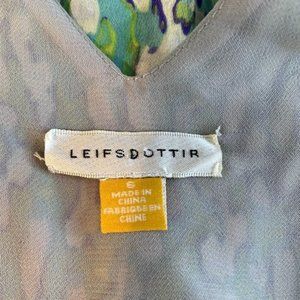 LEIFSDOTTIR
6
MADE IN
CHINA
FABRIQUE EN
CHINE